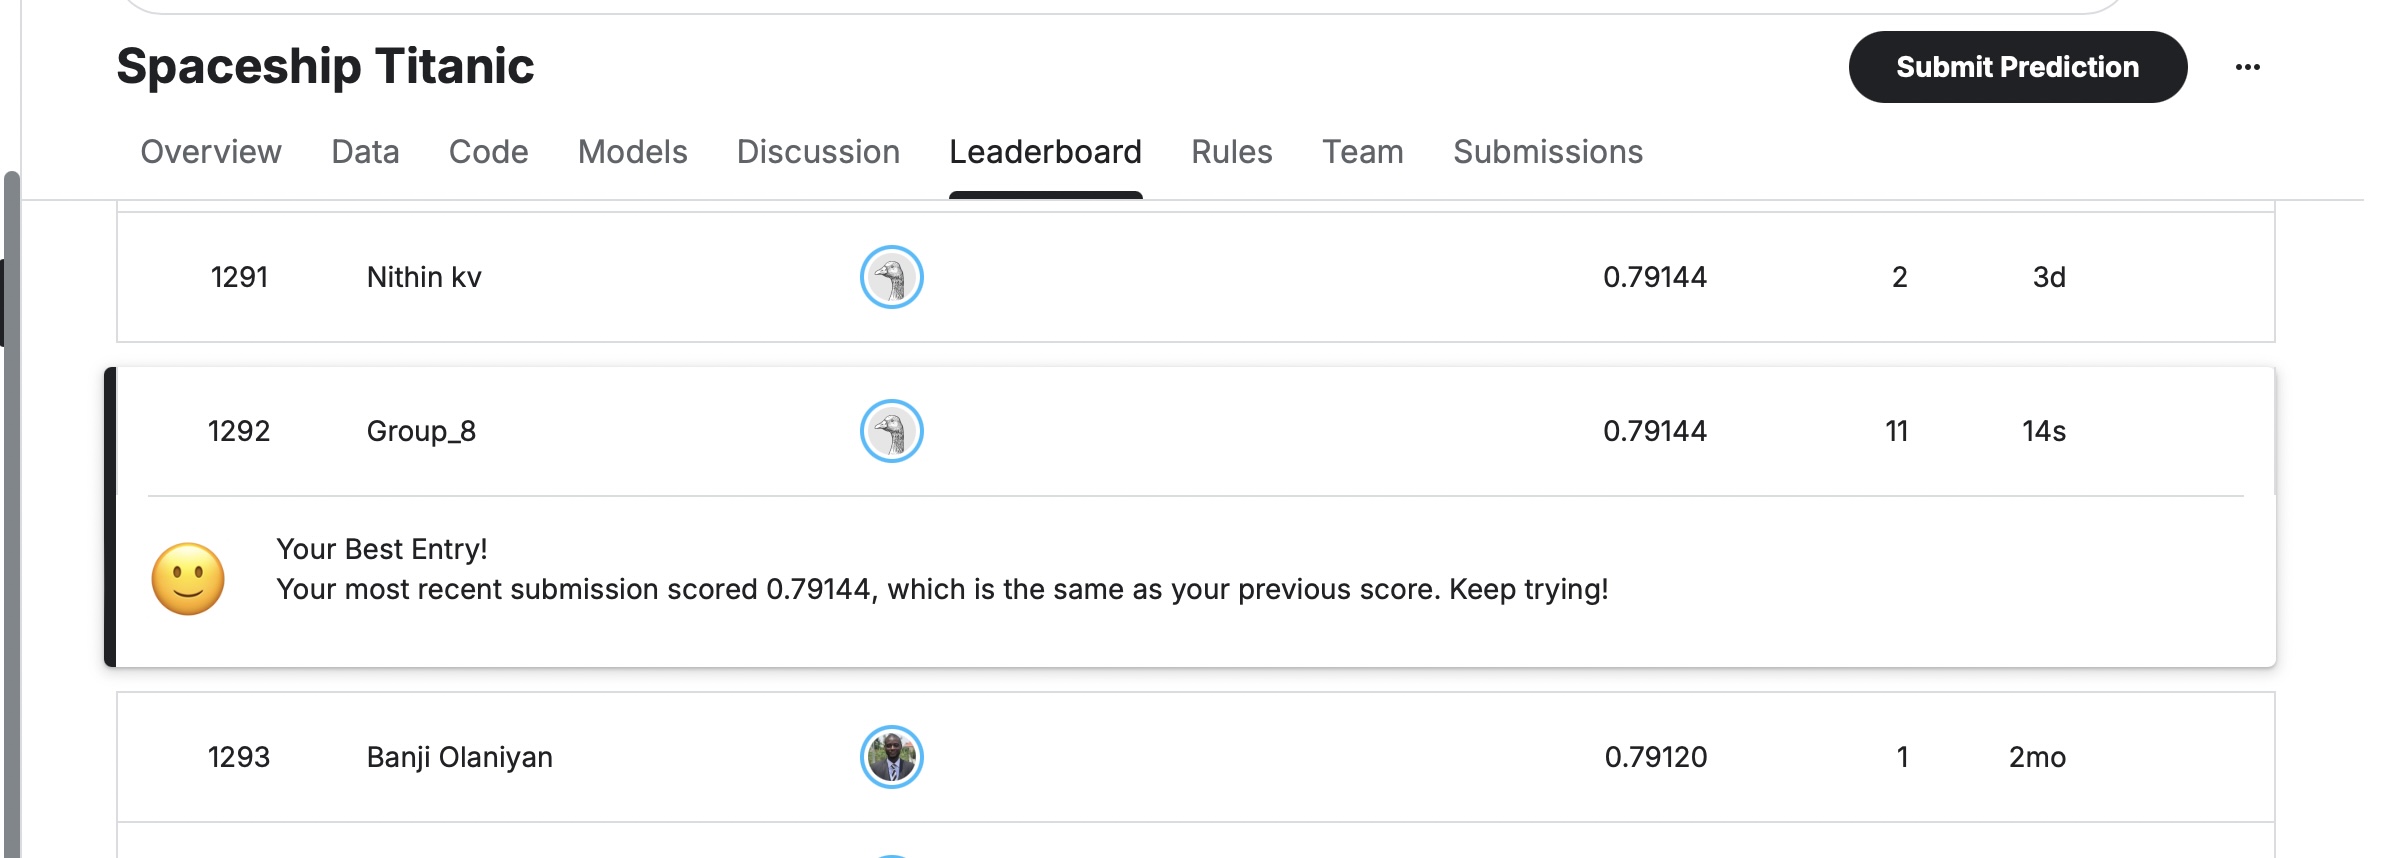 Spaceship Titanic
Submit Prediction
Overview Data Code Models Discussion Leaderboard Rules Team Submissions
1291 Nithin kv 0.79144 2 3d
1292 Group_8 0.79144 11 14s
Your Best Entry!
Your most recent submission scored 0.79144, which is the same as your previous score. Keep trying!
1293 Banji Olaniyan 0.79120 1 2mo